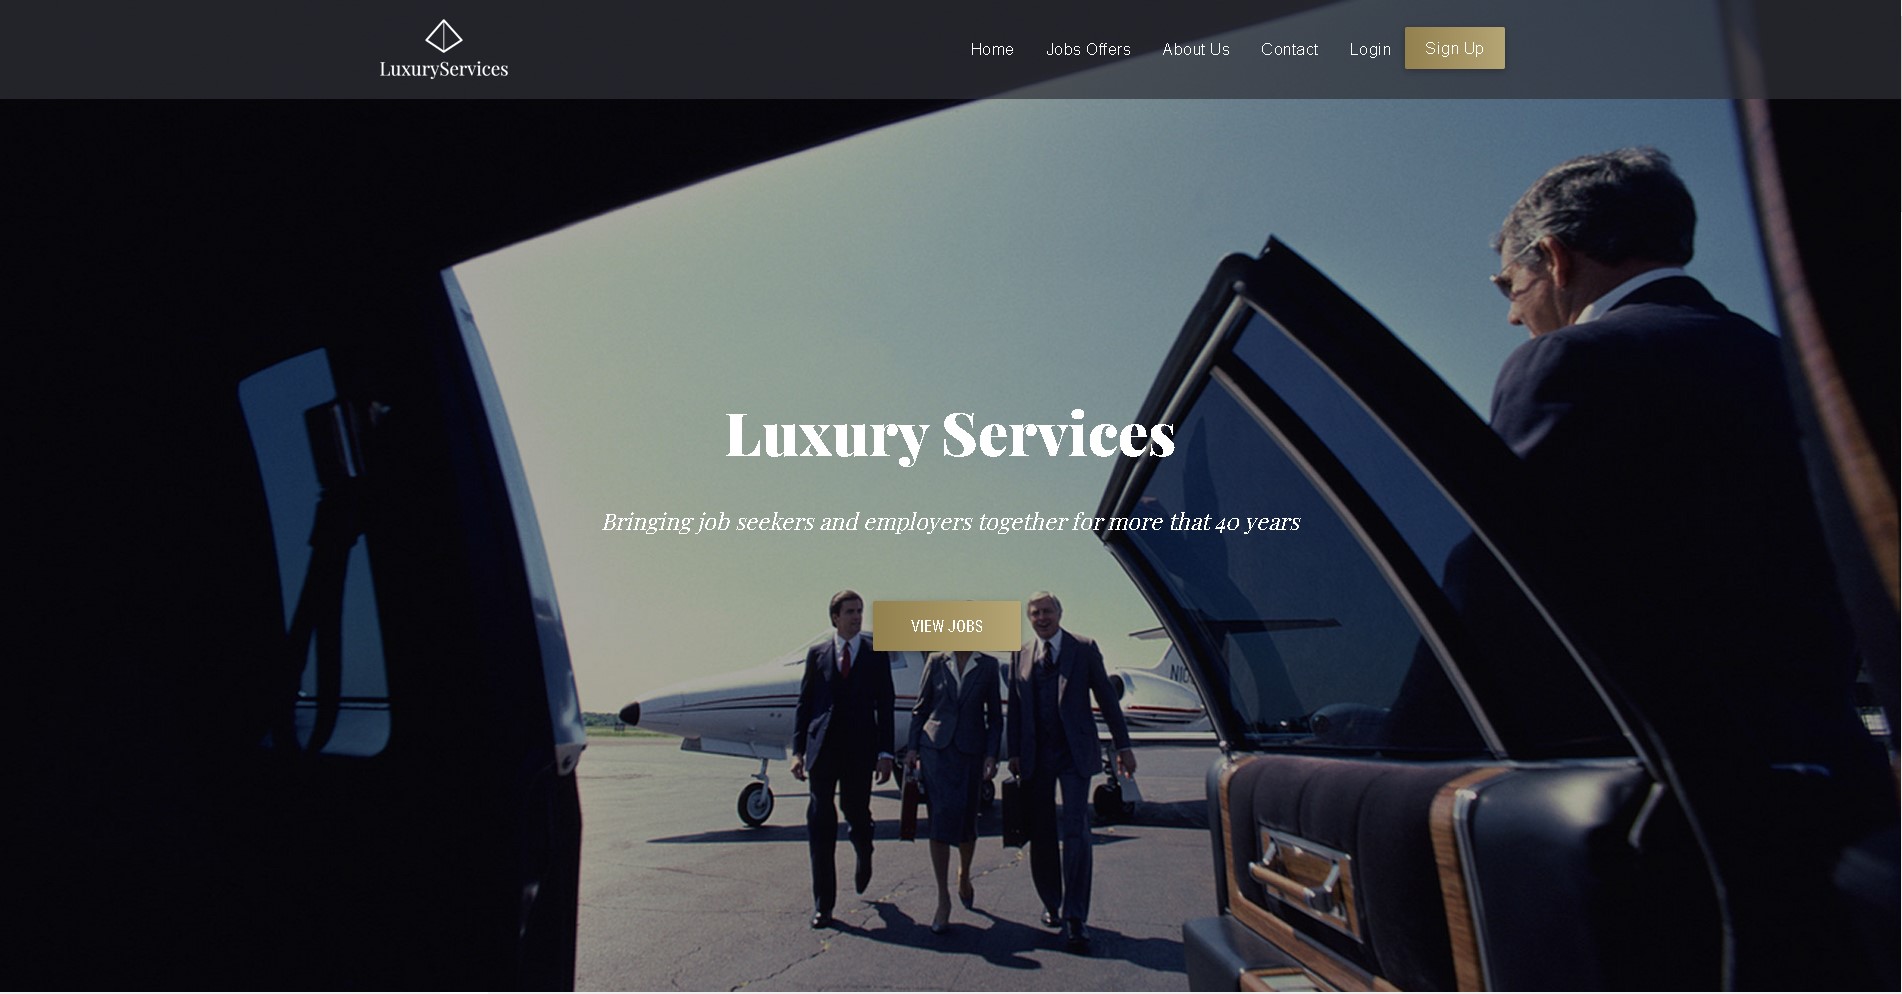 LuxuryServices
Home Jobs Offers About Us Contact Login Sign Up
Luxury Services
Bringing job seekers and employers together for more that 40 years
VIEW JOBS